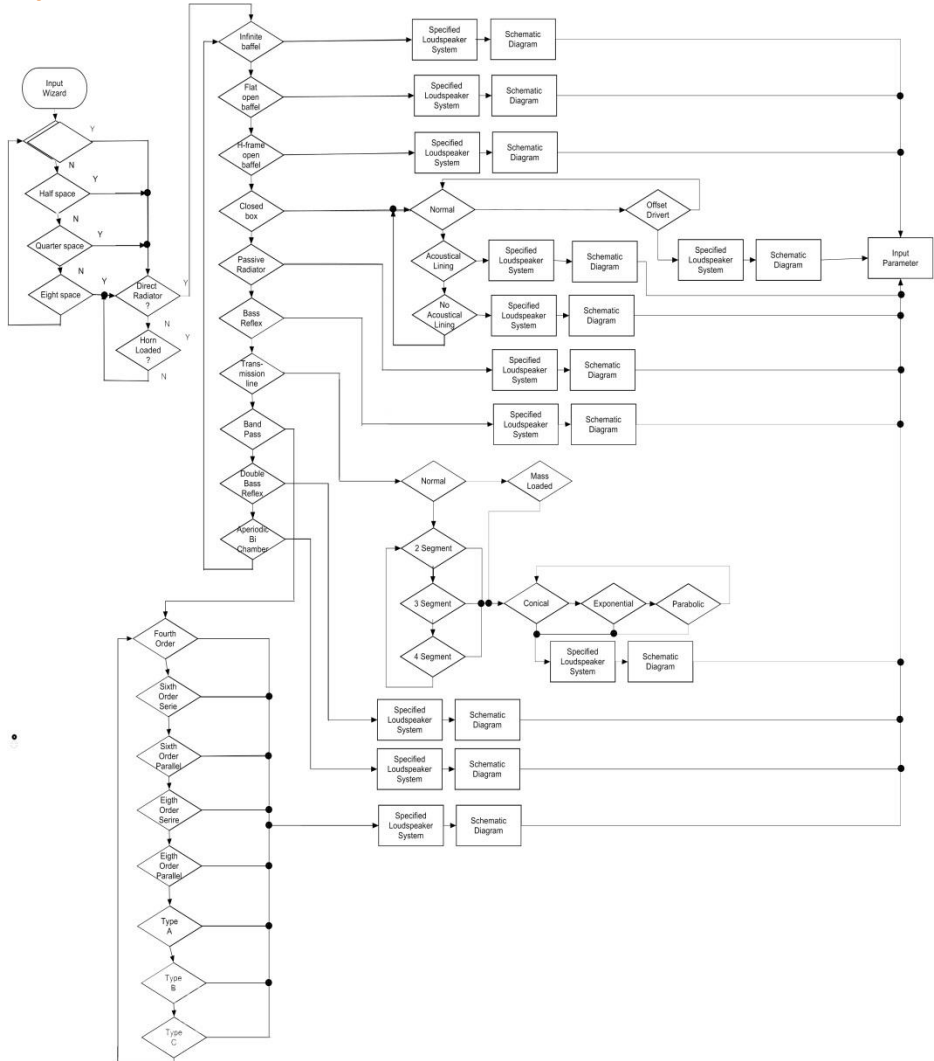 Input
Wizard
Y
N
Half space
Y
N
Quarter space
Y
N
Eight space
Y
Direct
Radiator
?
Y
N
Horn
Loaded
?
Y
N
Infinite
baffel
Specified
Loudspeaker
System
Schematic
Diagram
Flat
open
baffel
Specified
Loudspeaker
System
Schematic
Diagram
H-frame
open
baffel
Specified
Loudspeaker
System
Schematic
Diagram
Closed
box
Normal
Offset
Drivert
Specified
Loudspeaker
System
Schematic
Diagram
Input
Parameter
Acoustical
Lining
Specified
Loudspeaker
System
Schematic
Diagram
No
Acoustical
Lining
Specified
Loudspeaker
System
Schematic
Diagram
Passive
Radiator
Specified
Loudspeaker
System
Schematic
Diagram
Bass
Reflex
Specified
Loudspeaker
System
Schematic
Diagram
Trans-
mission
line
Normal
Mass
Loaded
2 Segment
3 Segment
4 Segment
Conical
Exponential
Parabolic
Specified
Loudspeaker
System
Schematic
Diagram
Band
Pass
Double
Bass
Reflex
Specified
Loudspeaker
System
Schematic
Diagram
Aperiodic
Bi
Chamber
Specified
Loudspeaker
System
Schematic
Diagram
Fourth
Order
Sixth
Order
Serie
Sixth
Order
Parallel
Eigth
Order
Serire
Eigth
Order
Parallel
Type
A
Type
B
Type
C
Specified
Loudspeaker
System
Schematic
Diagram